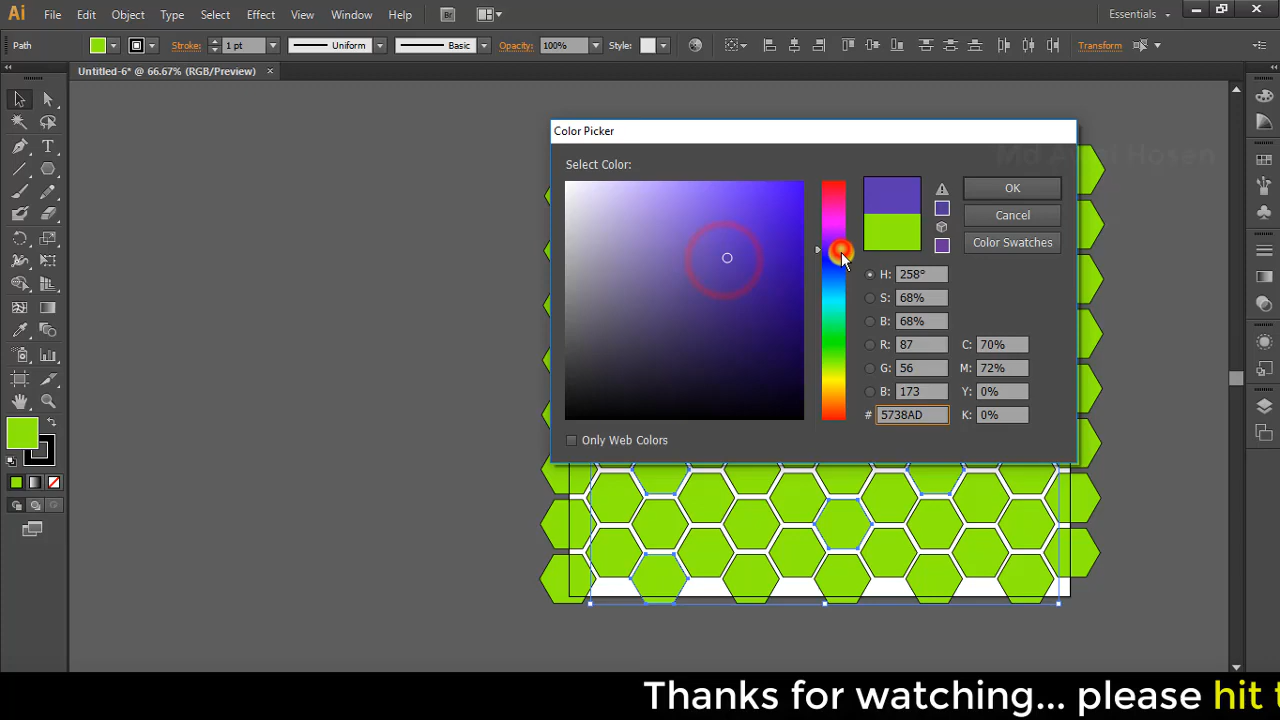 Ai File Edit Object Type Select Effect View Window Help Br Essentials
Path Stroke: 1 pt Uniform Basic Opacity: 100% Style: Transform
Untitled-6* @ 66.67% (RGB/Preview) ×
Color Picker
Select Color:
OK
Cancel
Color Swatches
H: 258°
S: 68%
B: 68%
R: 87 C: 70%
G: 56 M: 72%
B: 173 Y: 0%
# 5738AD K: 0%
Only Web Colors
Thanks for watching... please hit